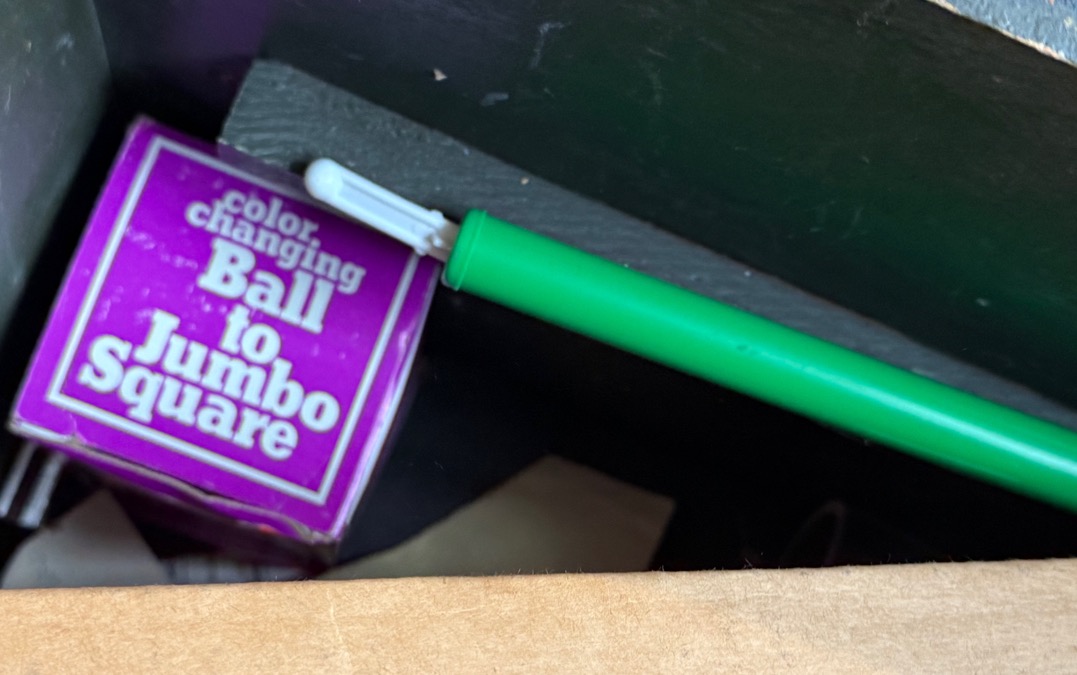 color
changing
Ball
to
Jumbo
Square